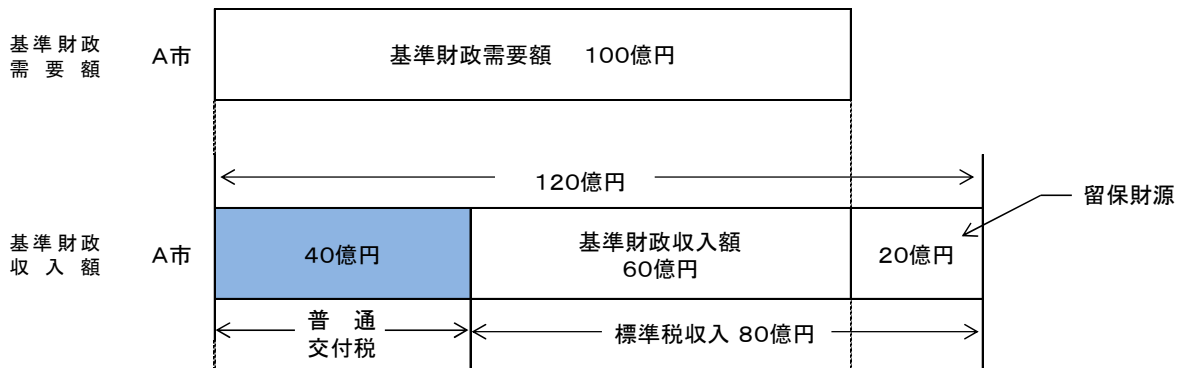 基準財政
需要額
A市
基準財政需要額 100億円
120億円
留保財源
基準財政
収入額
A市
40億円
基準財政収入額
60億円
20億円
普通
交付税
標準税収入 80億円